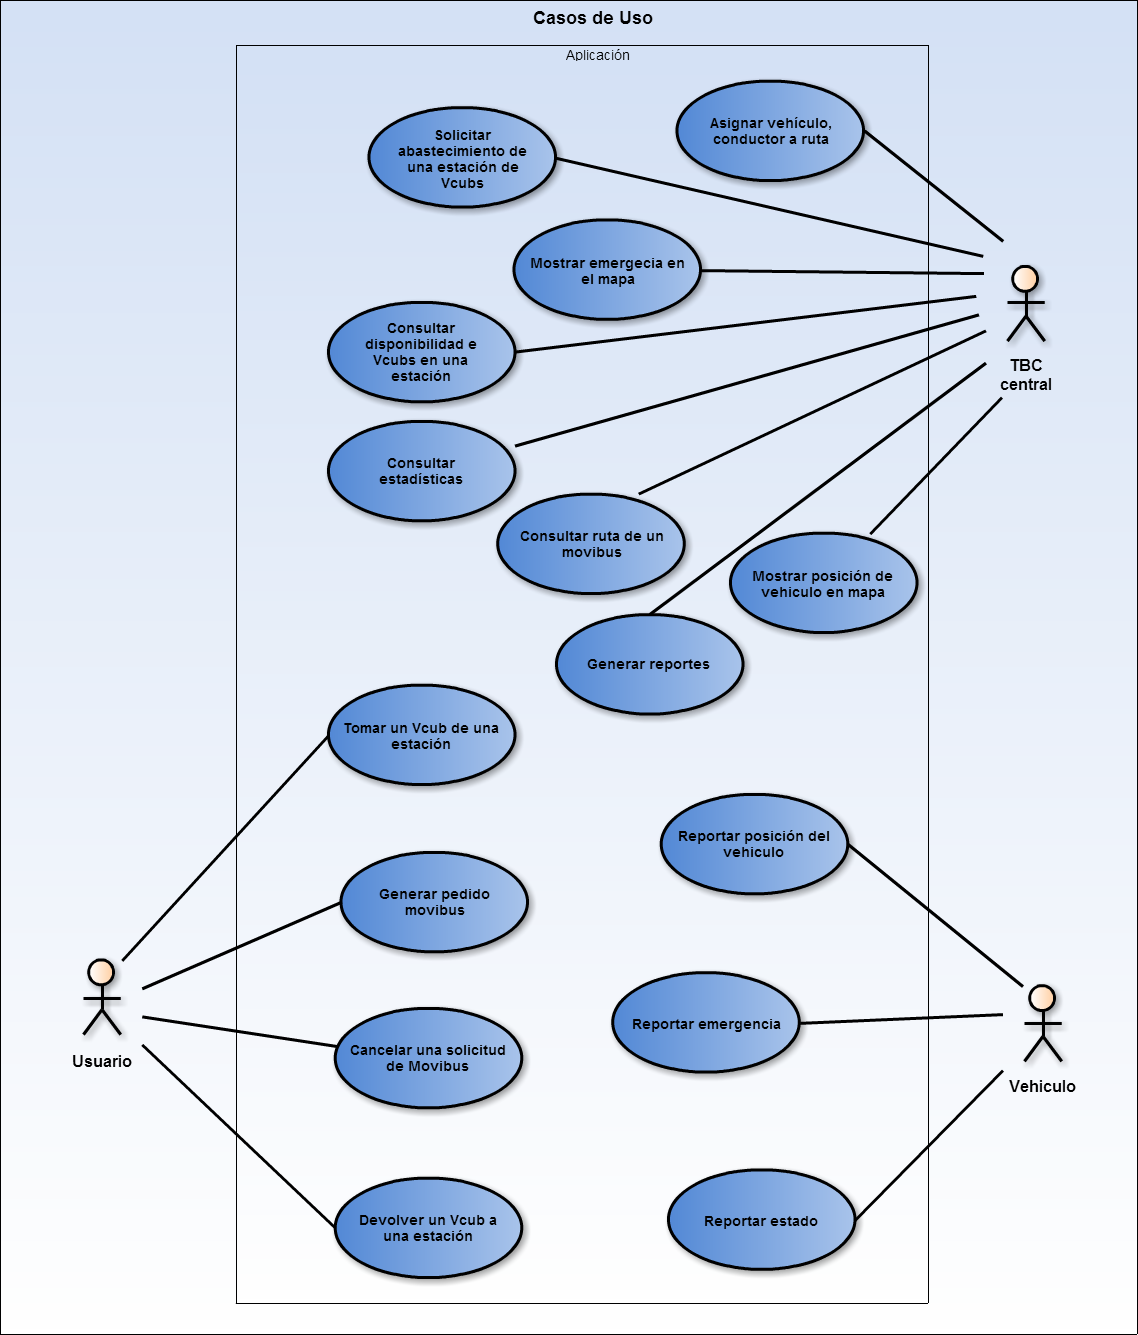 Casos de Uso
Aplicación
Asignar vehículo,
conductor a ruta
Solicitar
abastecimiento de
una estación de
Vcubs
Mostrar emergecia en
el mapa
Consultar
disponibilidad e
Vcubs en una
estación
TBC
central
Consultar
estadísticas
Consultar ruta de un
movibus
Mostrar posición de
vehiculo en mapa
Generar reportes
Tomar un Vcub de una
estación
Reportar posición del
vehiculo
Generar pedido
movibus
Reportar emergencia
Cancelar una solicitud
de Movibus
Usuario
Vehiculo
Devolver un Vcub a
una estación
Reportar estado